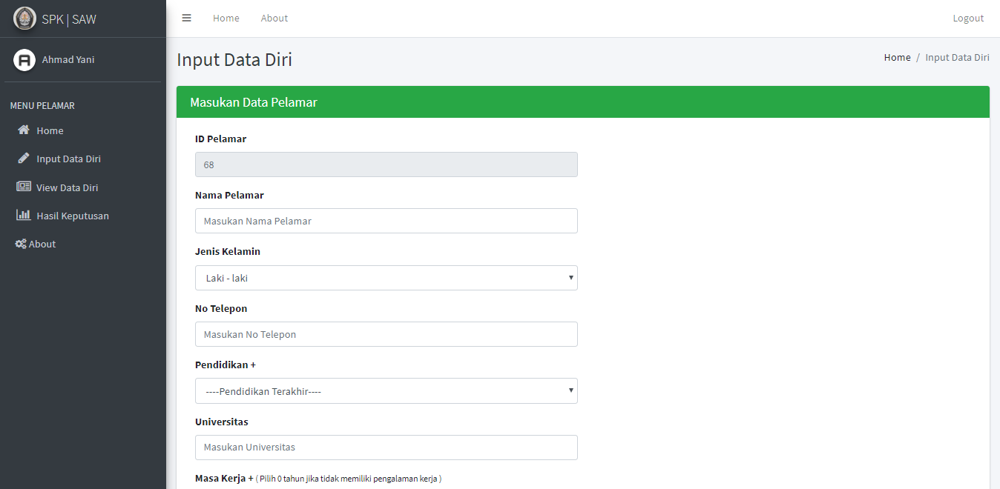 SPK | SAW
Home
About
Logout
Ahmad Yani
MENU PELAMAR
Home
Input Data Diri
View Data Diri
Hasil Keputusan
About
Input Data Diri
Home / Input Data Diri
Masukan Data Pelamar
ID Pelamar
68
Nama Pelamar
Masukan Nama Pelamar
Jenis Kelamin
Laki - laki
No Telepon
Masukan No Telepon
Pendidikan +
----Pendidikan Terakhir----
Universitas
Masukan Universitas
Masa Kerja + ( Pilih 0 tahun jika tidak memiliki pengalaman kerja )